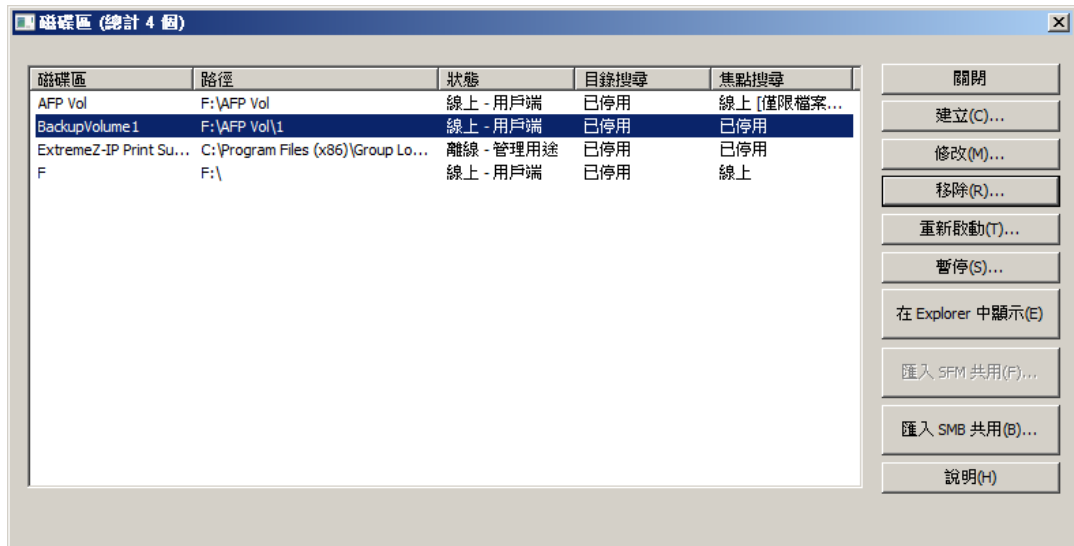 磁碟區 (總計 4 個)
磁碟區 路徑 狀態 目錄搜尋 焦點搜尋
AFP Vol F:\AFP Vol 線上 - 用戶端 已停用 線上 [僅限檔案...
BackupVolume1 F:\AFP Vol\1 線上 - 用戶端 已停用 已停用
ExtremeZ-IP Print Su... C:\Program Files (x86)\Group Lo... 離線 - 管理用途 已停用 已停用
F F:\ 線上 - 用戶端 已停用 線上
關閉
建立(C)...
修改(M)...
移除(R)...
重新啟動(T)...
暫停(S)...
在 Explorer 中顯示(E)
匯入 SFM 共用(F)...
匯入 SMB 共用(B)...
說明(H)